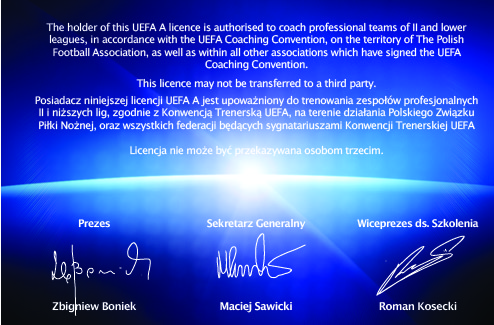 The holder of this UEFA A licence is authorised to coach professional teams of II and lower
leagues, in accordance with the UEFA Coaching Convention, on the territory of The Polish
Football Association, as well as within all other associations which have signed the UEFA
Coaching Convention.
This licence may not be transferred to a third party.
Posiadacz niniejszej licencji UEFA A jest upoważniony do trenowania zespołów profesjonalnych
II i niższych lig, zgodnie z Konwencją Trenerską UEFA, na terenie działania Polskiego Związku
Piłki Nożnej, oraz wszystkich federacji będących sygnatariuszami Konwencji Trenerskiej UEFA
Licencja nie może być przekazywana osobom trzecim.
Prezes Sekretarz Generalny Wiceprezes ds. Szkolenia
Zbigniew Boniek Maciej Sawicki Roman Kosecki